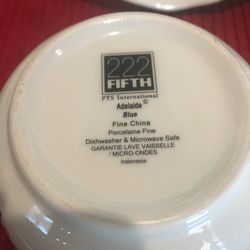 222
FIFTH
PTS International
Adelaide ©
Blue
Fine China
Porcelaine Fine
Dishwasher & Microwave Safe
GARANTIE LAVE VAISSELLE
/ MICRO-ONDES
Indonesia